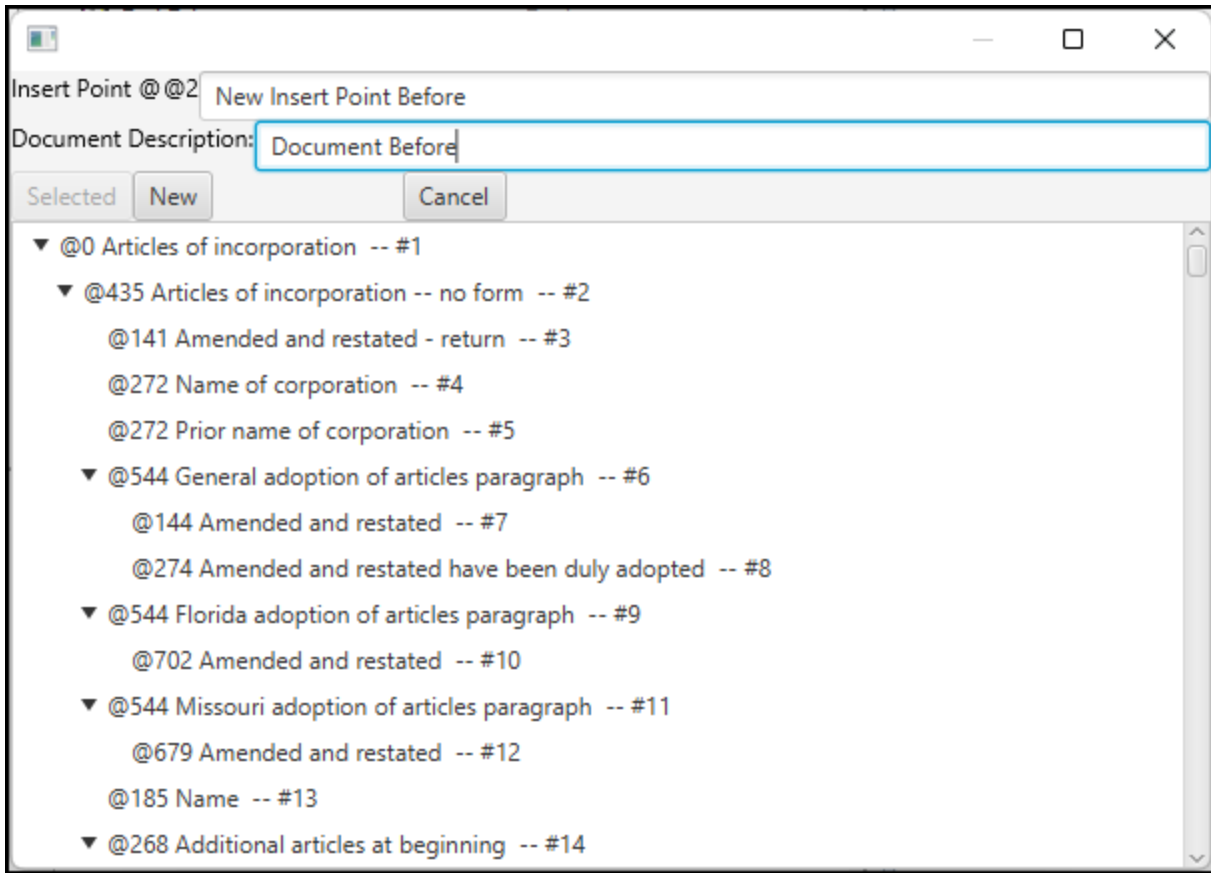 Insert Point @@2 New Insert Point Before
Document Description: Document Before
Selected New Cancel
@0 Articles of incorporation -- #1
@435 Articles of incorporation -- no form -- #2
@141 Amended and restated - return -- #3
@272 Name of corporation -- #4
@272 Prior name of corporation -- #5
@544 General adoption of articles paragraph -- #6
@144 Amended and restated -- #7
@274 Amended and restated have been duly adopted -- #8
@544 Florida adoption of articles paragraph -- #9
@702 Amended and restated -- #10
@544 Missouri adoption of articles paragraph -- #11
@679 Amended and restated -- #12
@185 Name -- #13
@268 Additional articles at beginning -- #14